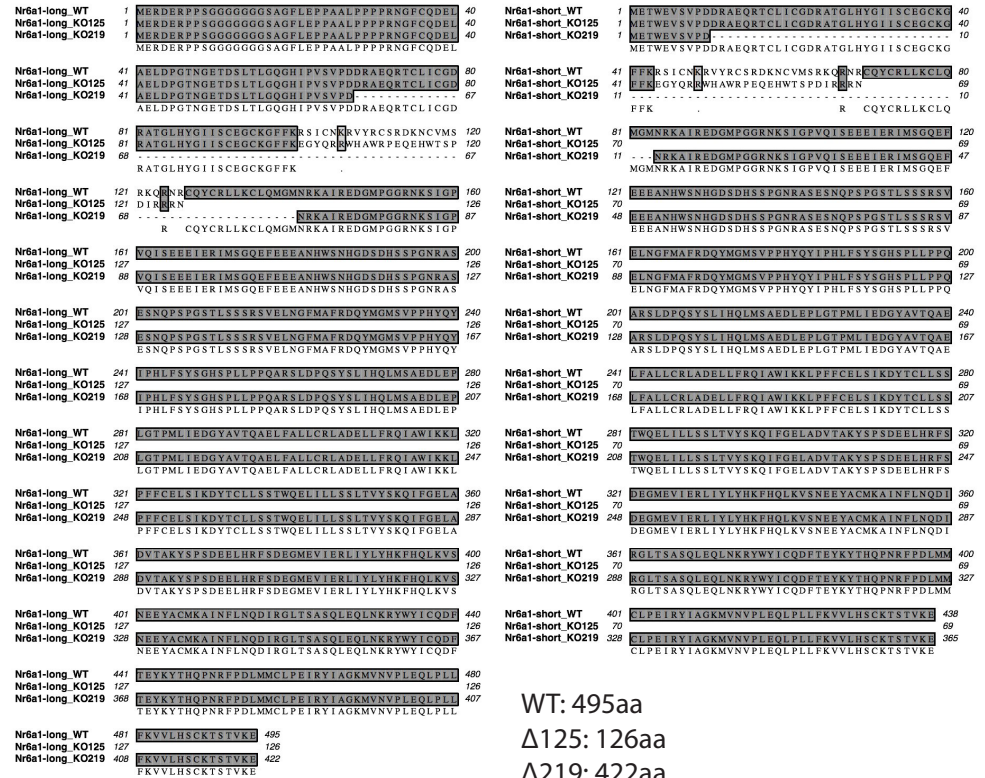 Nr6a1-long_WT 1 MERDERPPSGGGGGGGSAGFLEPPAALPPPPRNGFCQDEL 40
Nr6a1-long_KO125 1 MERDERPPSGGGGGGGSAGFLEPPAALPPPPRNGFCQDEL 40
Nr6a1-long_KO219 1 MERDERPPSGGGGGGGSAGFLEPPAALPPPPRNGFCQDEL 40
MERDERPPSGGGGGGGSAGFLEPPAALPPPPRNGFCQDEL
Nr6a1-long_WT 41 AELDPGTNGETDSLTLGQGHIPVSVPDDRAEQRTCLICGD 80
Nr6a1-long_KO125 41 AELDPGTNGETDSLTLGQGHIPVSVPDDRAEQRTCLICGD 80
Nr6a1-long_KO219 41 AELDPGTNGETDSLTLGQGHIPVSVPD------------- 67
AELDPGTNGETDSLTLGQGHIPVSVPDDRAEQRTCLICGD
Nr6a1-long_WT 81 RATGLHYGIISCEGCKGFFKRSICNKRVYRCSRDKNCVMS 120
Nr6a1-long_KO125 81 RATGLHYGIISCEGCKGFFKEGYQRRWHAWRPEQEHWTSP 120
Nr6a1-long_KO219 68 ---------------------------------------- 67
RATGLHYGIISCEGCKGFFK .
Nr6a1-long_WT 121 RKQRNRCQYCRLLKCLQMGMNRKAIREDGMPGGRNKSIGP 160
Nr6a1-long_KO125 121 DIRRRN 126
Nr6a1-long_KO219 68 --------------------NRKAIREDGMPGGRNKSIGP 87
R CQYCRLLKCLQMGMNRKAIREDGMPGGRNKSIGP
Nr6a1-long_WT 161 VQISEEEIERIMSGQEFEEEANHWSNHGDSDHSSPGNRAS 200
Nr6a1-long_KO125 127 126
Nr6a1-long_KO219 88 VQISEEEIERIMSGQEFEEEANHWSNHGDSDHSSPGNRAS 127
VQISEEEIERIMSGQEFEEEANHWSNHGDSDHSSPGNRAS
Nr6a1-long_WT 201 ESNQPSPGSTLSSSRSVELNGFMAFRDQYMGMSVPPHYQY 240
Nr6a1-long_KO125 127 126
Nr6a1-long_KO219 128 ESNQPSPGSTLSSSRSVELNGFMAFRDQYMGMSVPPHYQY 167
ESNQPSPGSTLSSSRSVELNGFMAFRDQYMGMSVPPHYQY
Nr6a1-long_WT 241 IPHLFSYSGHSPLLPPQARSLDPQSYSLIHQLMSAEDLEP 280
Nr6a1-long_KO125 127 126
Nr6a1-long_KO219 168 IPHLFSYSGHSPLLPPQARSLDPQSYSLIHQLMSAEDLEP 207
IPHLFSYSGHSPLLPPQARSLDPQSYSLIHQLMSAEDLEP
Nr6a1-long_WT 281 LGTPMLIEDGYAVTQAELFALLCRLADELLFRQIAWIKKL 320
Nr6a1-long_KO125 127 126
Nr6a1-long_KO219 208 LGTPMLIEDGYAVTQAELFALLCRLADELLFRQIAWIKKL 247
LGTPMLIEDGYAVTQAELFALLCRLADELLFRQIAWIKKL
Nr6a1-long_WT 321 PFFCELSIKDYTCLLSSTWQELILLSSLTVYSKQIFGELA 360
Nr6a1-long_KO125 127 126
Nr6a1-long_KO219 248 PFFCELSIKDYTCLLSSTWQELILLSSLTVYSKQIFGELA 287
PFFCELSIKDYTCLLSSTWQELILLSSLTVYSKQIFGELA
Nr6a1-long_WT 361 DVTAKYSPSDEELHRFSDEGMEVIERLIYLYHKFHQLKVS 400
Nr6a1-long_KO125 127 126
Nr6a1-long_KO219 288 DVTAKYSPSDEELHRFSDEGMEVIERLIYLYHKFHQLKVS 327
DVTAKYSPSDEELHRFSDEGMEVIERLIYLYHKFHQLKVS
Nr6a1-long_WT 401 NEEYACMKAINFLNQDIRGLTSASQLEQLNKRYWYICQDF 440
Nr6a1-long_KO125 127 126
Nr6a1-long_KO219 328 NEEYACMKAINFLNQDIRGLTSASQLEQLNKRYWYICQDF 367
NEEYACMKAINFLNQDIRGLTSASQLEQLNKRYWYICQDF
Nr6a1-long_WT 441 TEYKYTHQPNRFPDLMMCLPEIRYIAGKMVNVPLEQLPLL 480
Nr6a1-long_KO125 127 126
Nr6a1-long_KO219 368 TEYKYTHQPNRFPDLMMCLPEIRYIAGKMVNVPLEQLPLL 407
TEYKYTHQPNRFPDLMMCLPEIRYIAGKMVNVPLEQLPLL
Nr6a1-long_WT 481 FKVVLHSCKTSTVKE 495
Nr6a1-long_KO125 127 126
Nr6a1-long_KO219 408 FKVVLHSCKTSTVKE 422
FKVVLHSCKTSTVKE
Nr6a1-short_WT 1 METWEVSVPDDRAEQRTCLICGDRATGLHYGIISCEGCKG 40
Nr6a1-short_KO125 1 METWEVSVPDDRAEQRTCLICGDRATGLHYGIISCEGCKG 40
Nr6a1-short_KO219 1 METWEVSVPD------------------------------ 10
METWEVSVPDDRAEQRTCLICGDRATGLHYGIISCEGCKG
Nr6a1-short_WT 41 FFKRSICNKRVYRCSRDKNCVMSRKQRNRCQYCRLLKCLQ 80
Nr6a1-short_KO125 41 FFKEGYQRRWHAWRPEQEHWTSPDIRRRN 69
Nr6a1-short_KO219 11 ---------------------------------------- 10
FFK . R CQYCRLLKCLQ
Nr6a1-short_WT 81 MGMNRKAIREDGMPGGRNKSIGPVQISEEEIERIMSGQEF 120
Nr6a1-short_KO125 70 69
Nr6a1-short_KO219 11 ---NRKAIREDGMPGGRNKSIGPVQISEEEIERIMSGQEF 47
MGMNRKAIREDGMPGGRNKSIGPVQISEEEIERIMSGQEF
Nr6a1-short_WT 121 EEEANHWSNHGDSDHSSPGNRASESNQPSPGSTLSSSRSV 160
Nr6a1-short_KO125 70 69
Nr6a1-short_KO219 48 EEEANHWSNHGDSDHSSPGNRASESNQPSPGSTLSSSRSV 87
EEEANHWSNHGDSDHSSPGNRASESNQPSPGSTLSSSRSV
Nr6a1-short_WT 161 ELNGFMAFRDQYMGMSVPPHYQYIPHLFSYSGHSPLLPPQ 200
Nr6a1-short_KO125 70 69
Nr6a1-short_KO219 88 ELNGFMAFRDQYMGMSVPPHYQYIPHLFSYSGHSPLLPPQ 127
ELNGFMAFRDQYMGMSVPPHYQYIPHLFSYSGHSPLLPPQ
Nr6a1-short_WT 201 ARSLDPQSYSLIHQLMSAEDLEPLGTPMLIEDGYAVTQAE 240
Nr6a1-short_KO125 70 69
Nr6a1-short_KO219 128 ARSLDPQSYSLIHQLMSAEDLEPLGTPMLIEDGYAVTQAE 167
ARSLDPQSYSLIHQLMSAEDLEPLGTPMLIEDGYAVTQAE
Nr6a1-short_WT 241 LFALLCRLADELLFRQIAWIKKLPFFCELSIKDYTCLLSS 280
Nr6a1-short_KO125 70 69
Nr6a1-short_KO219 168 LFALLCRLADELLFRQIAWIKKLPFFCELSIKDYTCLLSS 207
LFALLCRLADELLFRQIAWIKKLPFFCELSIKDYTCLLSS
Nr6a1-short_WT 281 TWQELILLSSLTVYSKQIFGELADVTAKYSPSDEELHRFS 320
Nr6a1-short_KO125 70 69
Nr6a1-short_KO219 208 TWQELILLSSLTVYSKQIFGELADVTAKYSPSDEELHRFS 247
TWQELILLSSLTVYSKQIFGELADVTAKYSPSDEELHRFS
Nr6a1-short_WT 321 DEGMEVIERLIYLYHKFHQLKVSNEEYACMKAINFLNQDI 360
Nr6a1-short_KO125 70 69
Nr6a1-short_KO219 248 DEGMEVIERLIYLYHKFHQLKVSNEEYACMKAINFLNQDI 287
DEGMEVIERLIYLYHKFHQLKVSNEEYACMKAINFLNQDI
Nr6a1-short_WT 361 RGLTSASQLEQLNKRYWYICQDFTEYKYTHQPNRFPDLMM 400
Nr6a1-short_KO125 70 69
Nr6a1-short_KO219 288 RGLTSASQLEQLNKRYWYICQDFTEYKYTHQPNRFPDLMM 327
RGLTSASQLEQLNKRYWYICQDFTEYKYTHQPNRFPDLMM
Nr6a1-short_WT 401 CLPEIRYIAGKMVNVPLEQLPLLFKVVLHSCKTSTVKE 438
Nr6a1-short_KO125 70 69
Nr6a1-short_KO219 328 CLPEIRYIAGKMVNVPLEQLPLLFKVVLHSCKTSTVKE 365
CLPEIRYIAGKMVNVPLEQLPLLFKVVLHSCKTSTVKE
WT: 495aa
Δ125: 126aa
Δ219: 422aa